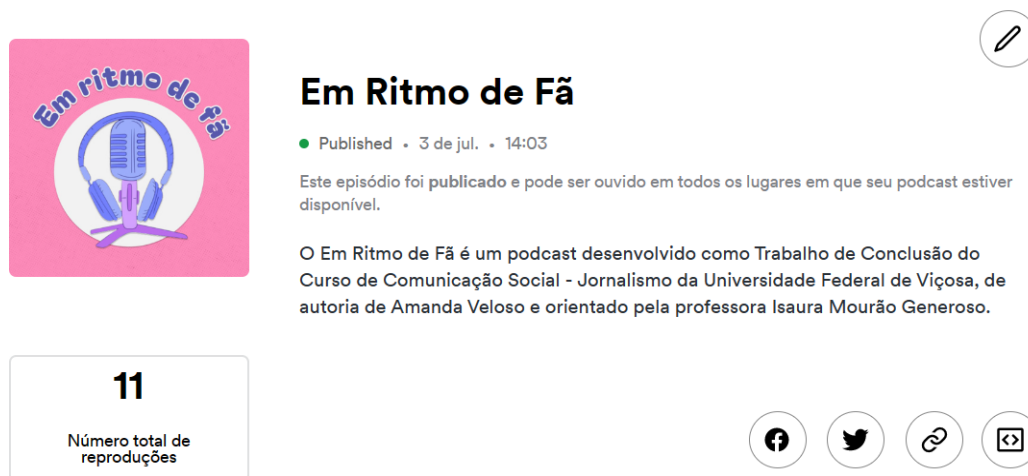 Em ritmo de fã
Em Ritmo de Fã
Published • 3 de jul. • 14:03
Este episódio foi publicado e pode ser ouvido em todos os lugares em que seu podcast estiver
disponível.
O Em Ritmo de Fã é um podcast desenvolvido como Trabalho de Conclusão do
Curso de Comunicação Social - Jornalismo da Universidade Federal de Viçosa, de
autoria de Amanda Veloso e orientado pela professora Isaura Mourão Generoso.
11
Número total de
reproduções